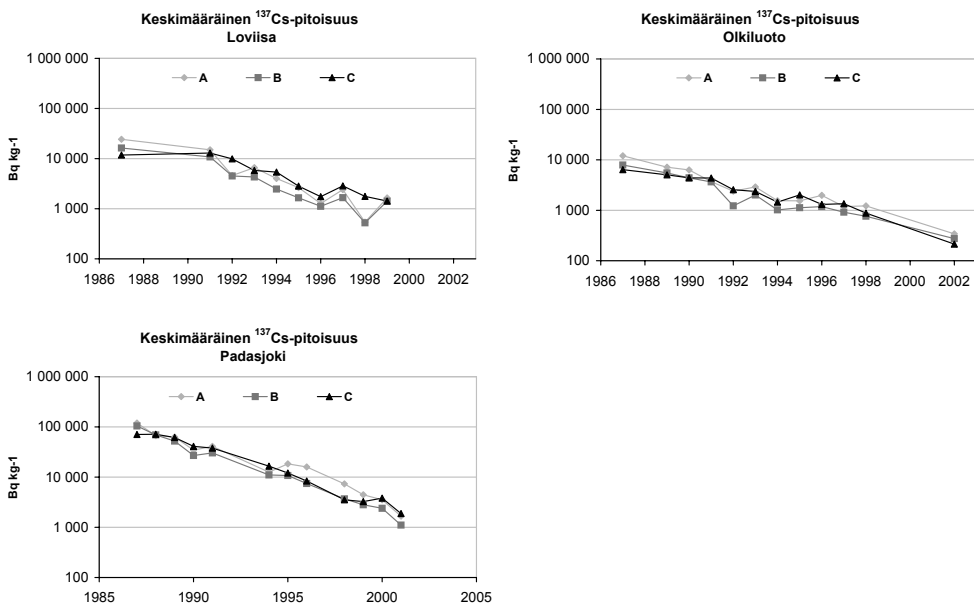 Keskimääräinen ¹³⁷Cs-pitoisuus
Loviisa
1 000 000
100 000
10 000
1 000
100
Bq kg-1
A B C
1986 1988 1990 1992 1994 1996 1998 2000 2002
Keskimääräinen ¹³⁷Cs-pitoisuus
Olkiluoto
1 000 000
100 000
10 000
1 000
100
Bq kg-1
A B C
1986 1988 1990 1992 1994 1996 1998 2000 2002
Keskimääräinen ¹³⁷Cs-pitoisuus
Padasjoki
1 000 000
100 000
10 000
1 000
100
Bq kg-1
A B C
1985 1990 1995 2000 2005